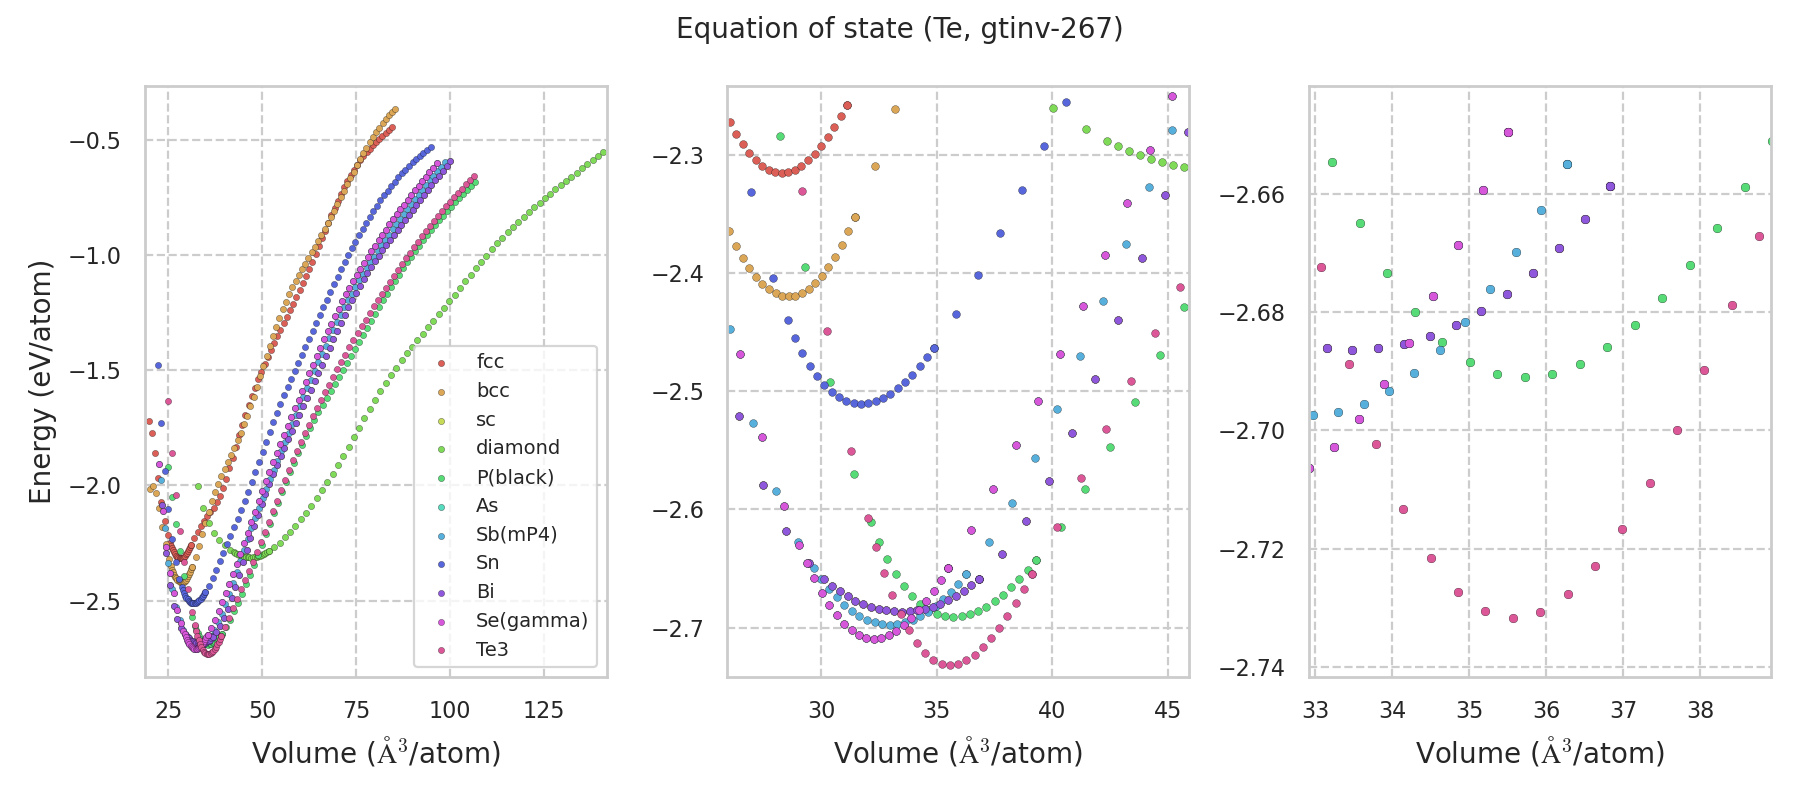 Equation of state (Te, gtinv-267)
Energy (eV/atom)
−0.5
−1.0
−1.5
−2.0
−2.5
25 50 75 100 125
Volume (Å³/atom)
fcc
bcc
sc
diamond
P(black)
As
Sb(mP4)
Sn
Bi
Se(gamma)
Te3
−2.3
−2.4
−2.5
−2.6
−2.7
30 35 40 45
Volume (Å³/atom)
−2.66
−2.68
−2.70
−2.72
−2.74
33 34 35 36 37 38
Volume (Å³/atom)